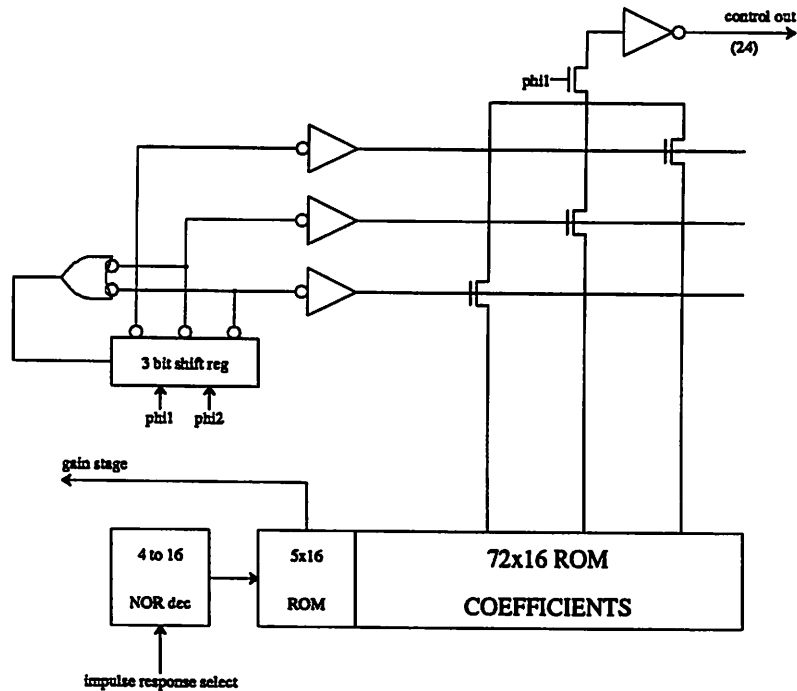 control out
(24)
phi1
3 bit shift reg
phi1 phi2
gain stage
4 to 16
NOR dec
5x16
ROM
72x16 ROM
COEFFICIENTS
impulse response select